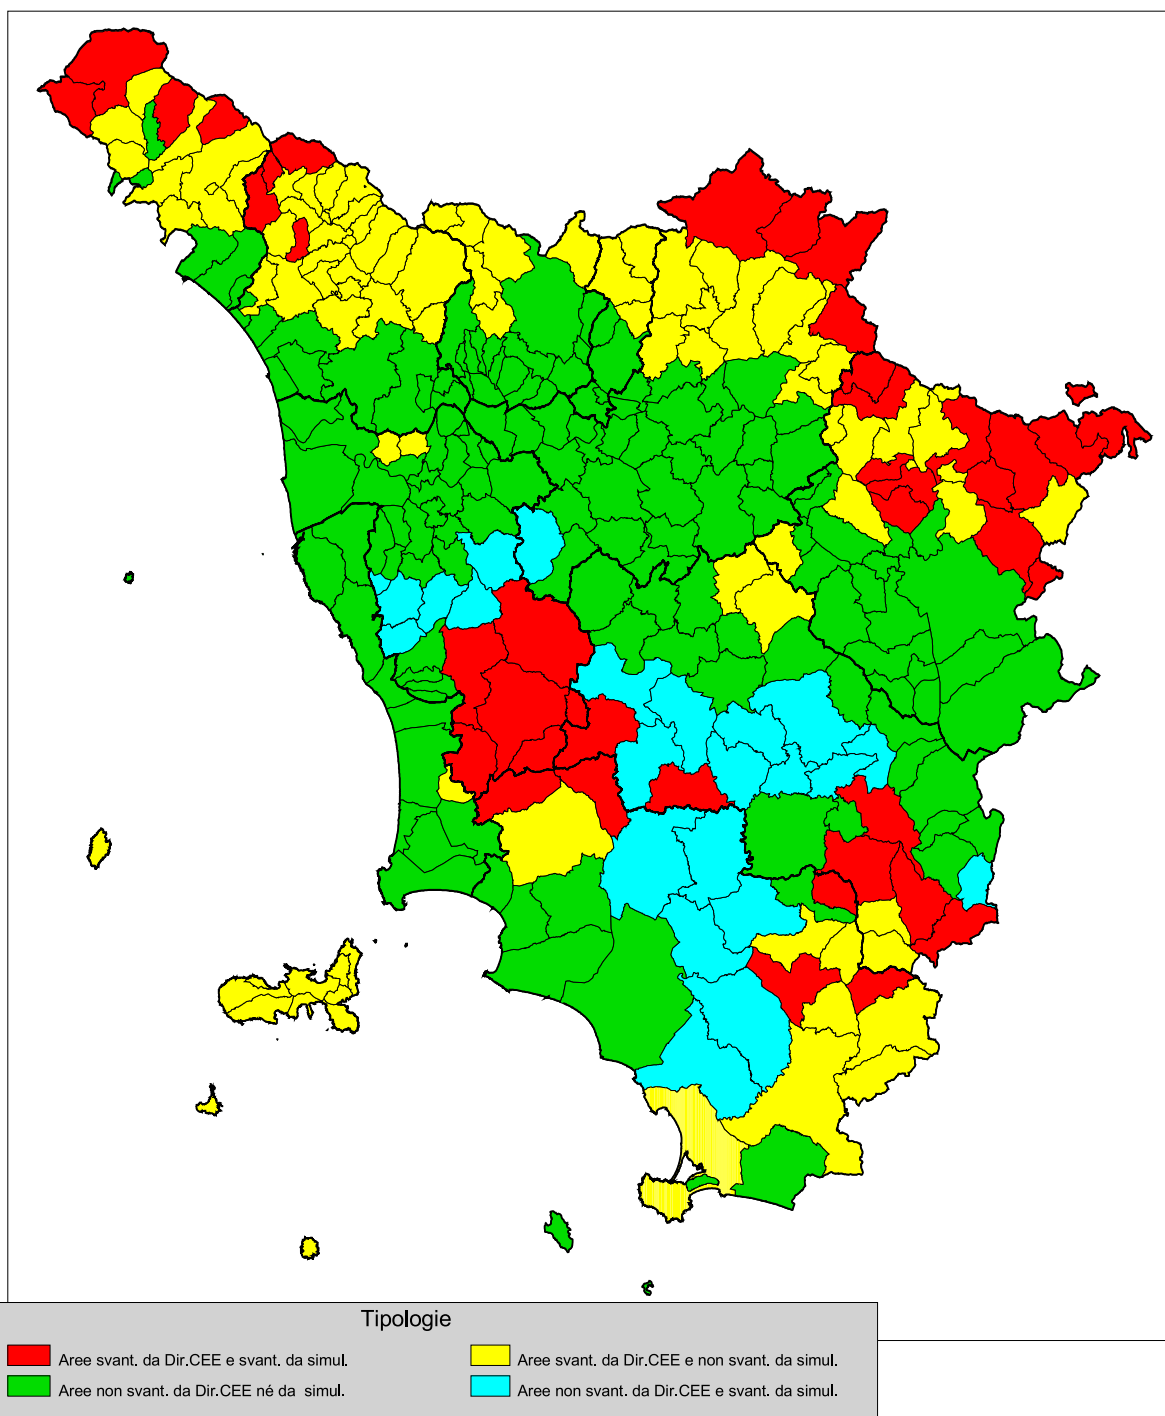 Tipologie
Aree svant. da Dir.CEE e svant. da simul.
Aree svant. da Dir.CEE e non svant. da simul.
Aree non svant. da Dir.CEE né da simul.
Aree non svant. da Dir.CEE e svant. da simul.